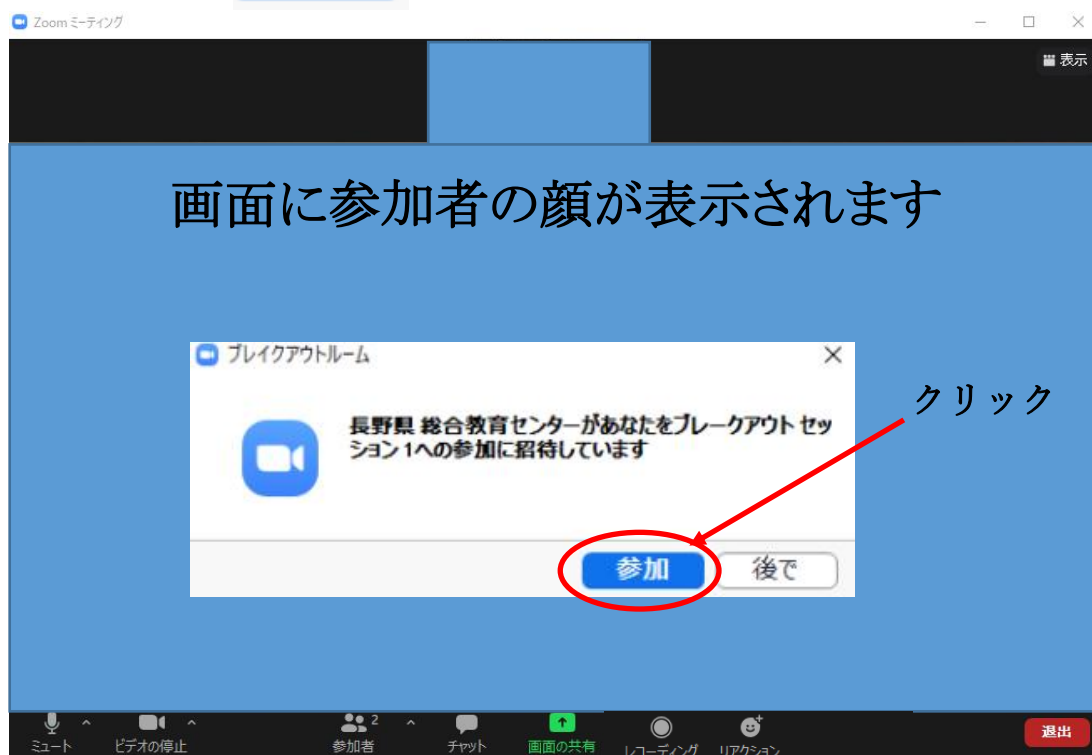 Zoom ミーティング
表示
画面に参加者の顔が表示されます
ブレイクアウトルーム
長野県 総合教育センターがあなたをブレークアウト セッ
ション 1への参加に招待しています
クリック
参加
後で
2
ミュート
ビデオの停止
参加者
チャット
画面の共有
レコーディング
リアクション
退出